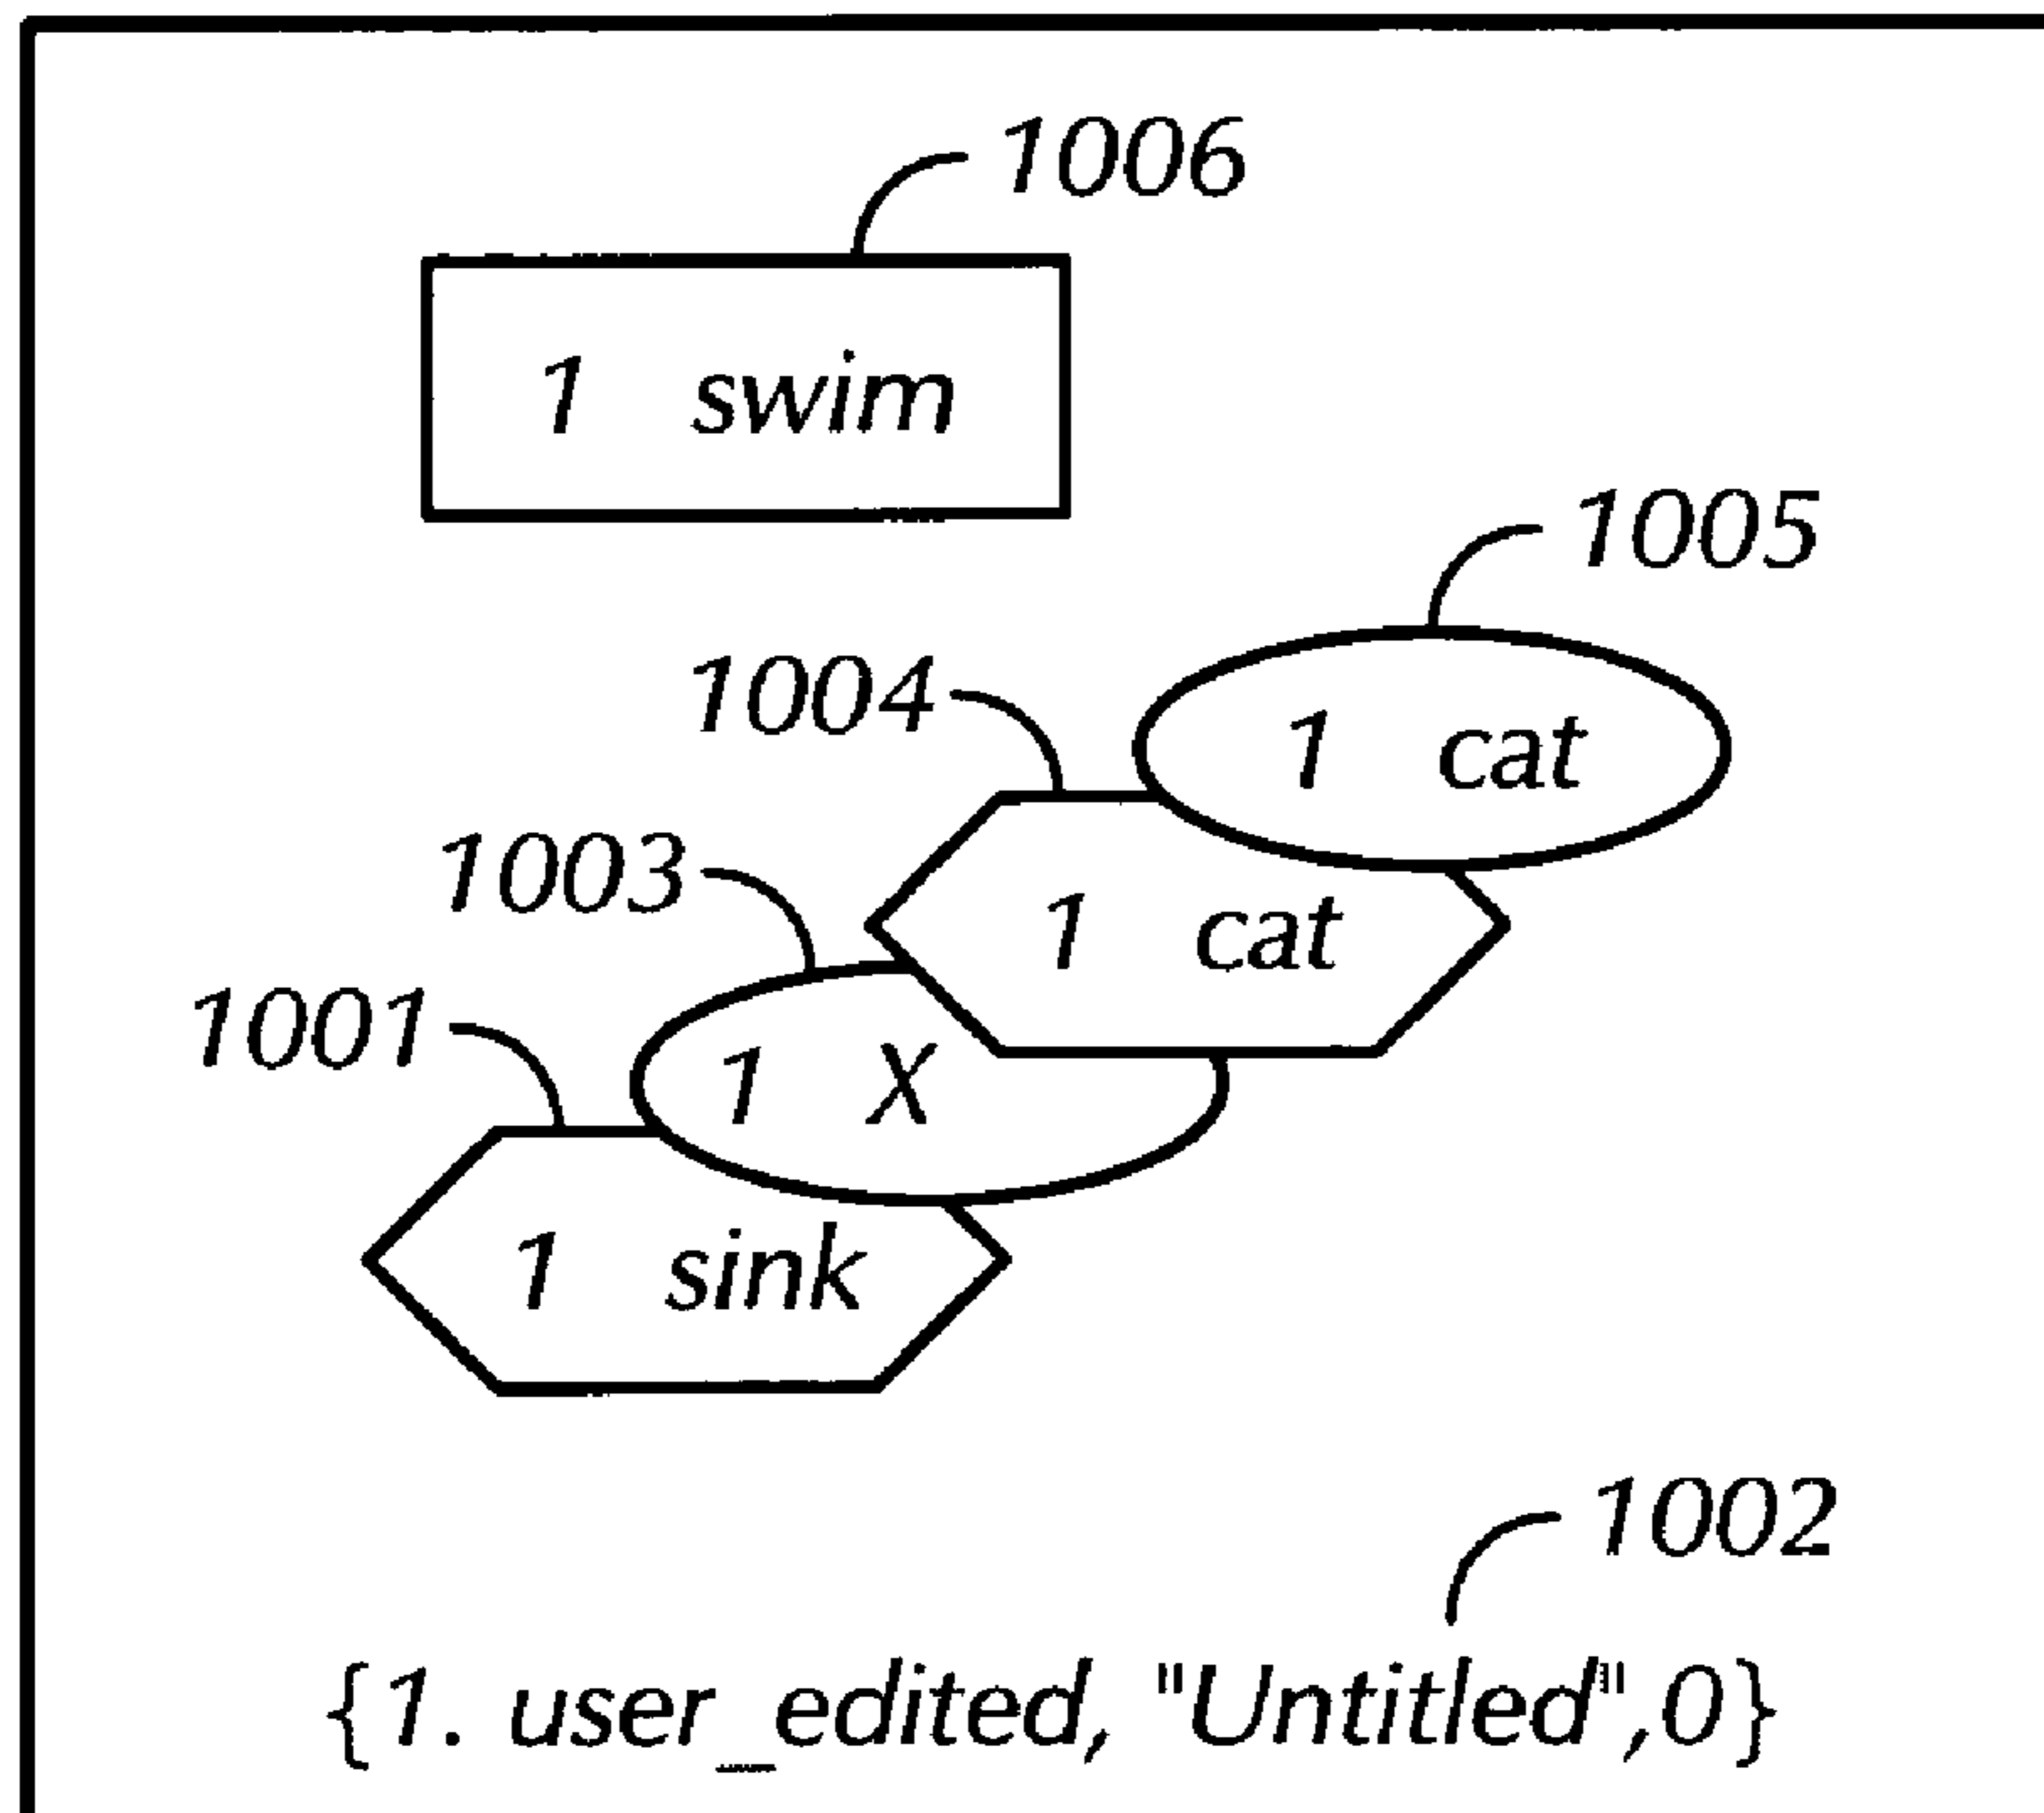 1006
1 swim
1005
1004
1 cat
1003
1 cat
1001
1 X
1 sink
1002
{1. user_edited, "Untitled",0}